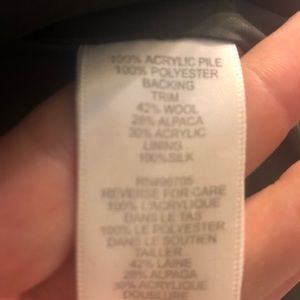 100% ACRYLIC PILE
100% POLYESTER
BACKING
TRIM
42% WOOL
28% ALPACA
30% ACRYLIC
LINING
100%SILK
RN#96705
REVERSE FOR CARE
100% L'ACRYLIQUE
DANS LE TAS
100% LE POLYESTER
DANS LE SOUTIEN
TAILLER
42% LAINE
28% ALPAGA
30% ACRYLIQUE
DOUBLURE